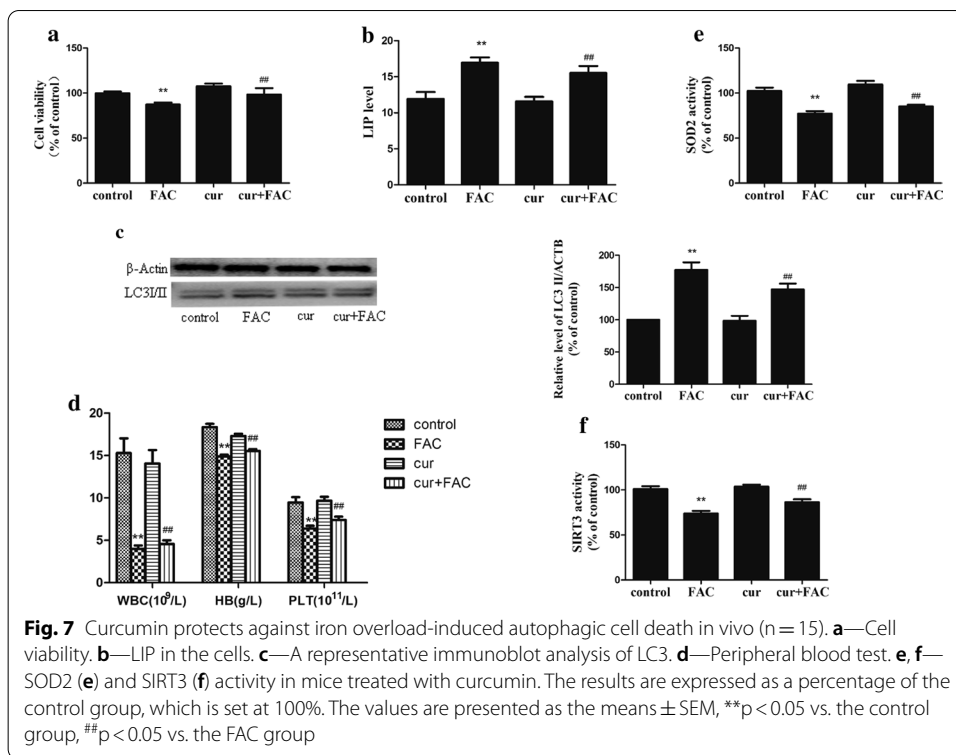 a
Cell viability
(% of control)
150
100
50
0
control FAC cur cur+FAC
**
##
b
LIP level
20
15
10
5
0
control FAC cur cur+FAC
**
##
e
SOD2 activity
(% of control)
150
100
50
0
control FAC cur cur+FAC
**
##
c
β-Actin
LC3I/II
control FAC cur cur+FAC
Relative level of LC3 II/ACTB
(% of control)
200
150
100
50
0
control FAC cur cur+FAC
**
##
d
20
15
10
5
0
** ## ** ## ** ##
WBC(10⁹/L) HB(g/L) PLT(10¹¹/L)
control
FAC
cur
cur+FAC
f
SIRT3 activity
(% of control)
150
100
50
0
control FAC cur cur+FAC
**
##
Fig. 7 Curcumin protects against iron overload-induced autophagic cell death in vivo (n = 15). a—Cell
viability. b—LIP in the cells. c—A representative immunoblot analysis of LC3. d—Peripheral blood test. e, f—
SOD2 (e) and SIRT3 (f) activity in mice treated with curcumin. The results are expressed as a percentage of the
control group, which is set at 100%. The values are presented as the means ± SEM, **p < 0.05 vs. the control
group, ##p < 0.05 vs. the FAC group